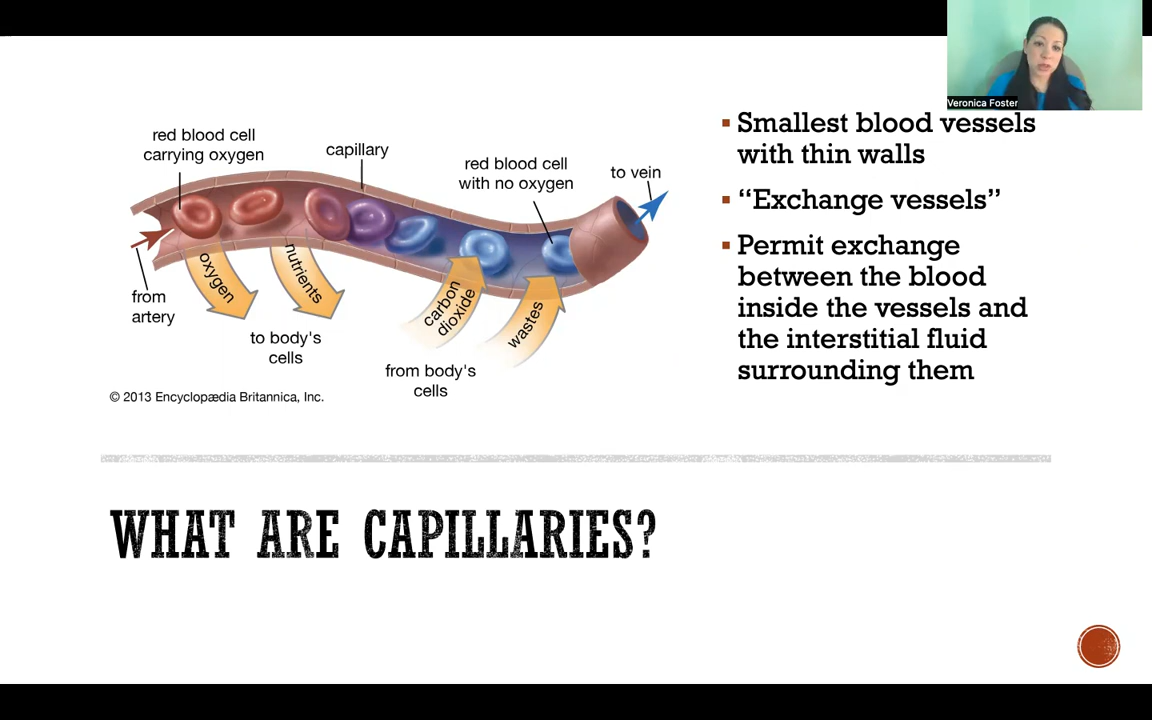 Veronica Foster
red blood cell
carrying oxygen
capillary
red blood cell
with no oxygen
to vein
oxygen
nutrients
carbon
dioxide
wastes
from
artery
to body's
cells
from body's
cells
© 2013 Encyclopædia Britannica, Inc.
▪ Smallest blood vessels
with thin walls
▪ “Exchange vessels”
▪ Permit exchange
between the blood
inside the vessels and
the interstitial fluid
surrounding them
WHAT ARE CAPILLARIES?